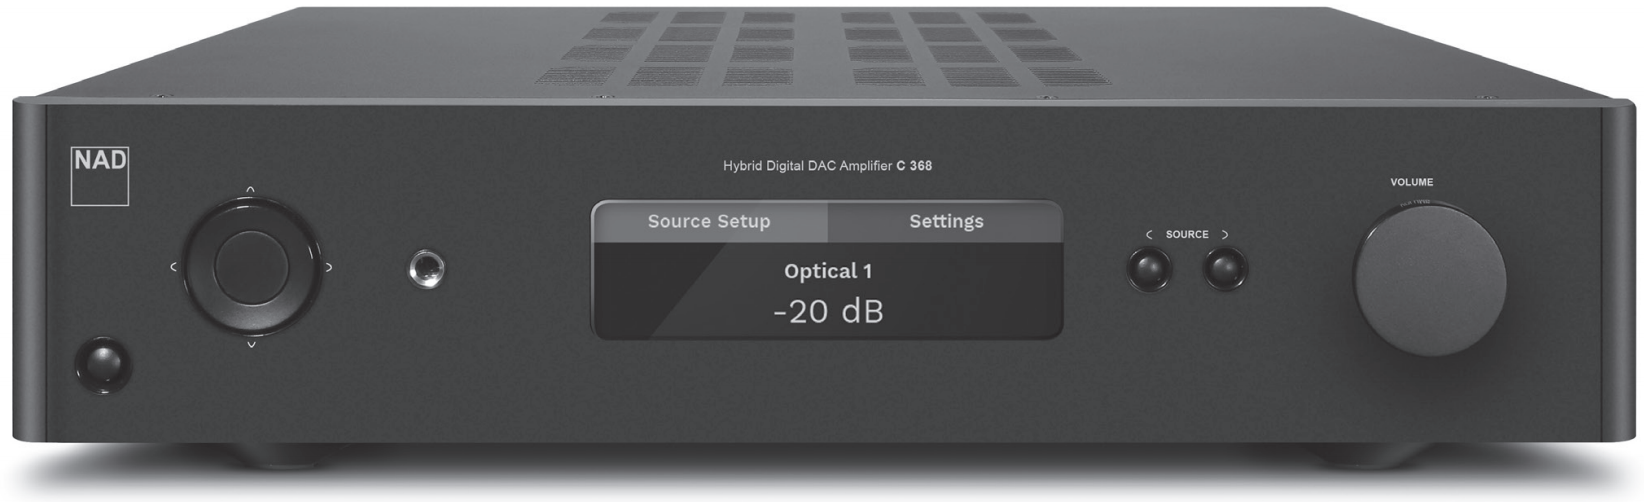 NAD
Hybrid Digital DAC Amplifier C 368
VOLUME
Source Setup Settings
< SOURCE >
Optical 1
-20 dB